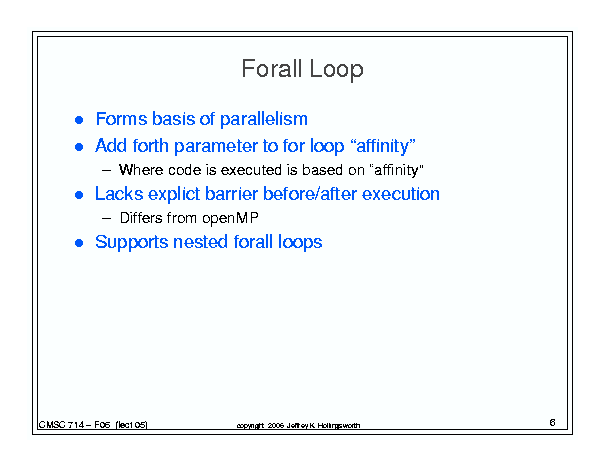 Forall Loop
● Forms basis of parallelism
● Add forth parameter to for loop “affinity”
– Where code is executed is based on “affinity”
● Lacks explict barrier before/after execution
– Differs from openMP
● Supports nested forall loops
CMSC 714 – F06 (lect05) copyright 2006 Jeffrey K. Hollingsworth 6